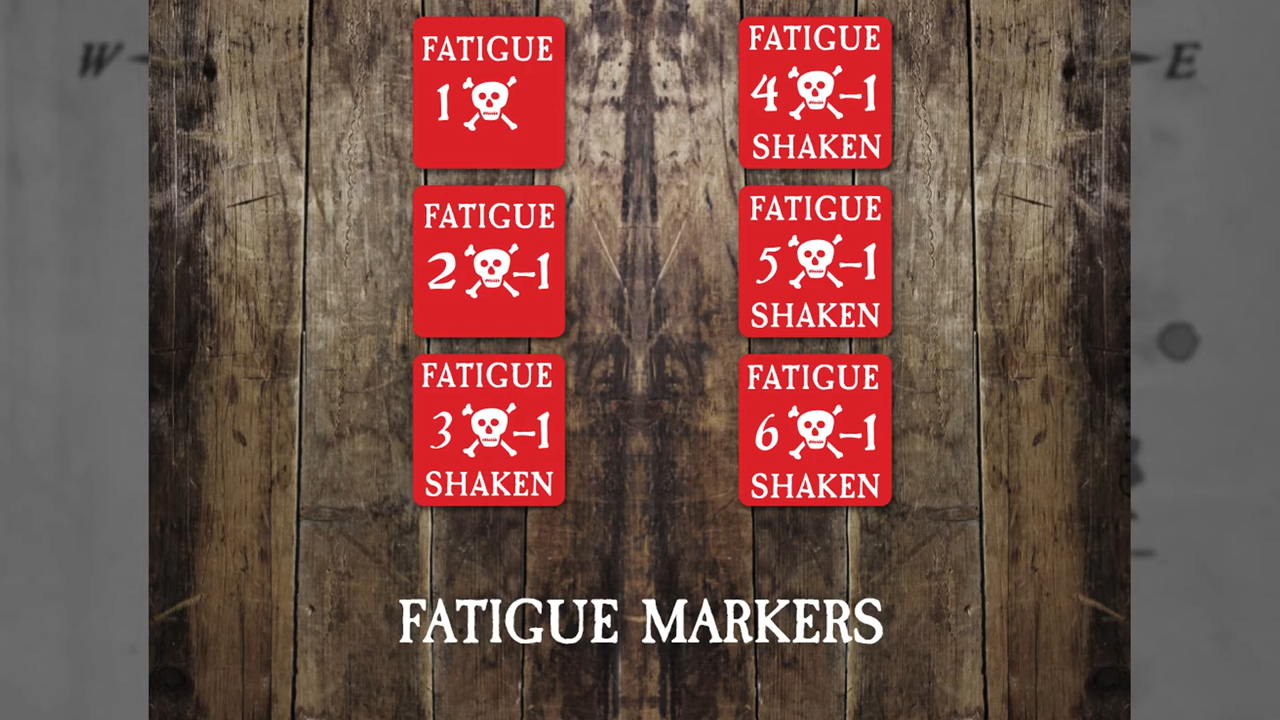 W
E
FATIGUE
1
FATIGUE
2 -1
FATIGUE
3 -1
SHAKEN
FATIGUE
4 -1
SHAKEN
FATIGUE
5 -1
SHAKEN
FATIGUE
6 -1
SHAKEN
FATIGUE MARKERS